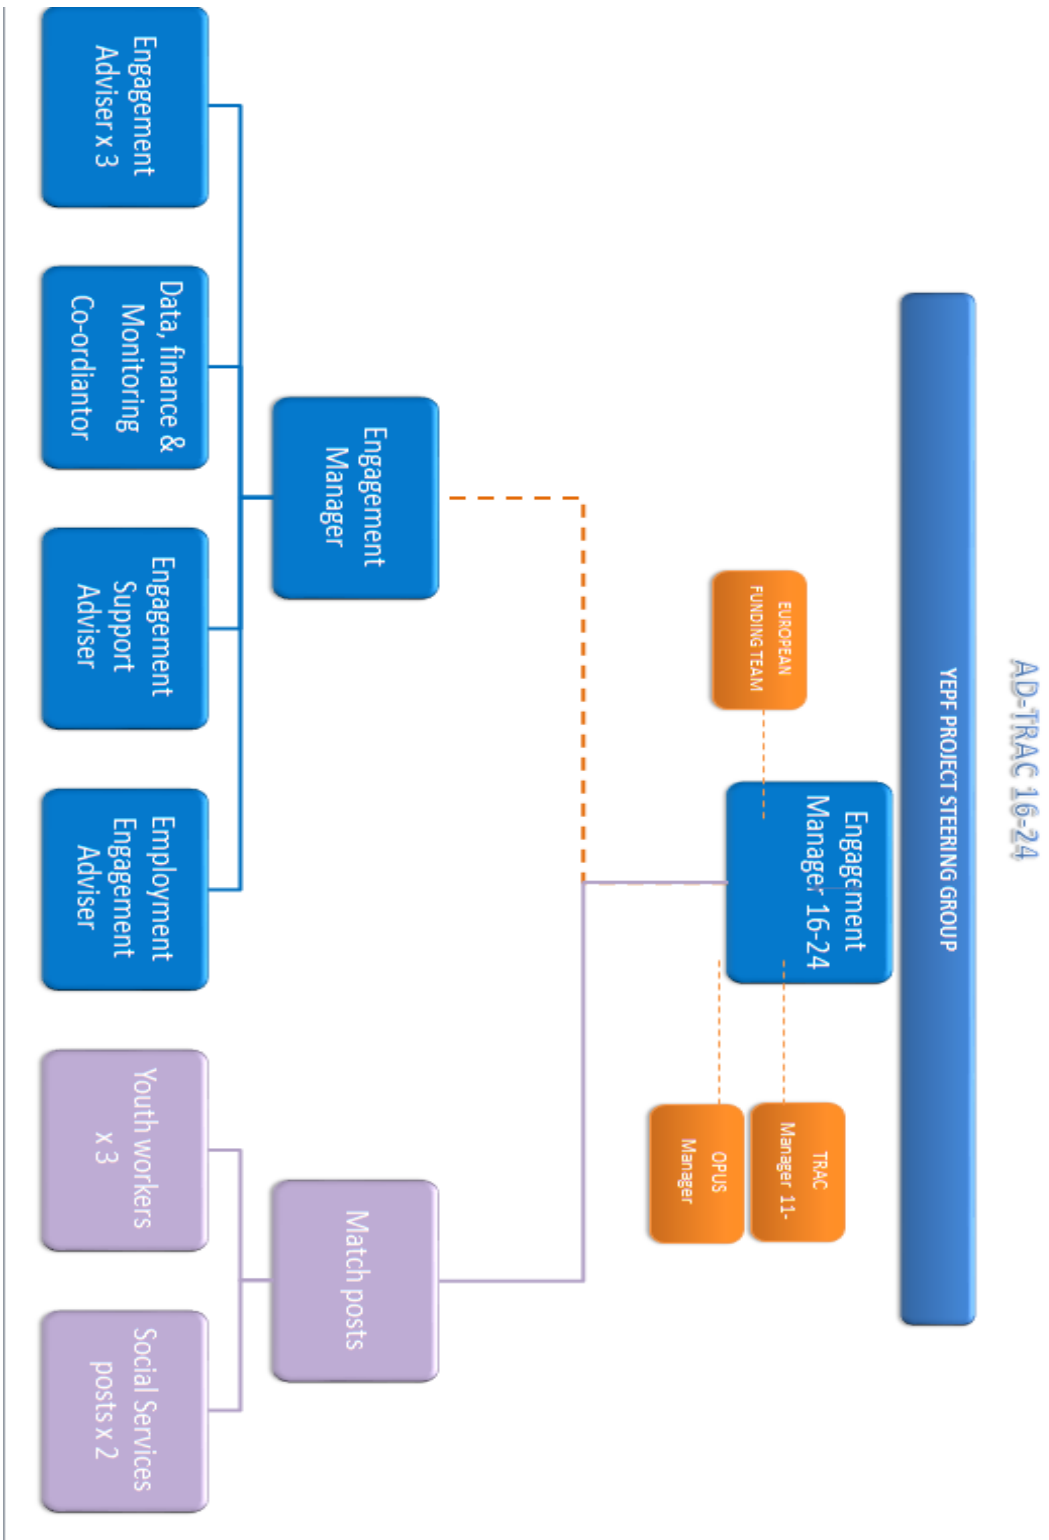 AD-TRAC 16-24
YEPF PROJECT STEERING GROUP
Engagement
Manager 16-24
EUROPEAN
FUNDING TEAM
TRAC
Manager 11-
OPUS
Manager
Engagement
Manager
Match posts
Engagement
Adviser x 3
Data, finance &
Monitoring
Co-ordiantor
Engagement
Support
Adviser
Employment
Engagement
Adviser
Youth workers
x 3
Social Services
posts x 2